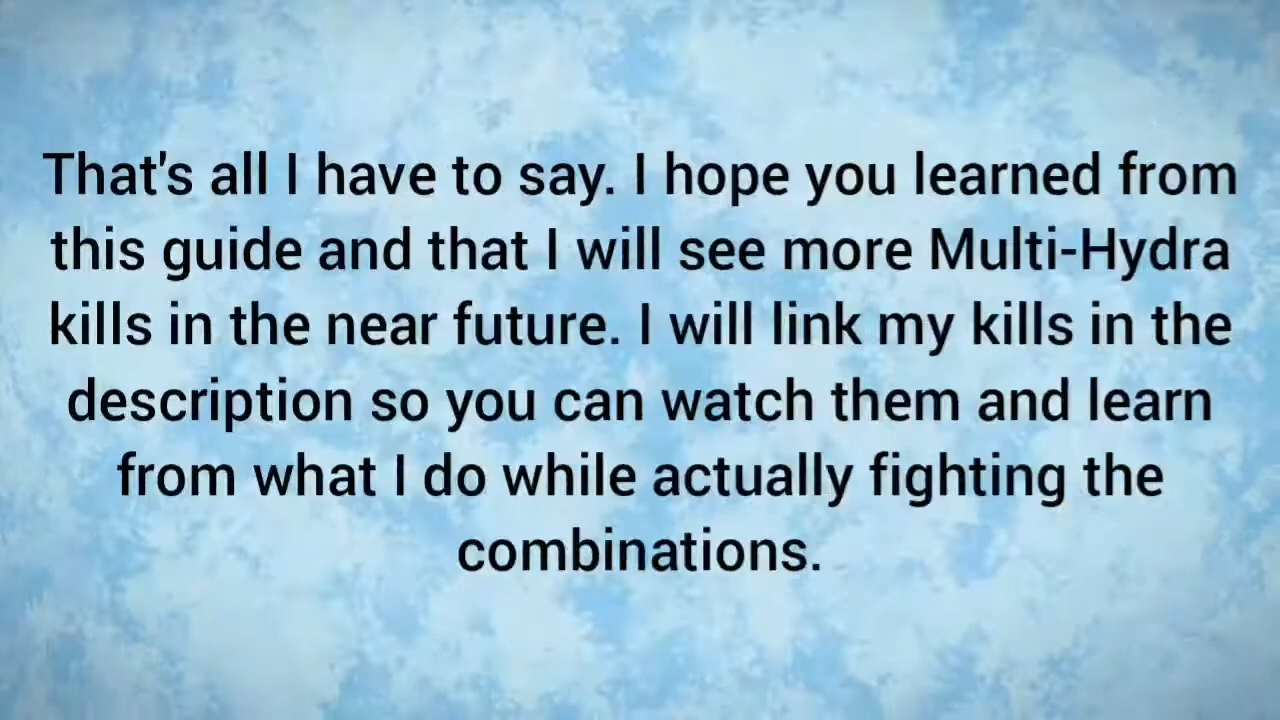 That's all I have to say. I hope you learned from
this guide and that I will see more Multi-Hydra
kills in the near future. I will link my kills in the
description so you can watch them and learn
from what I do while actually fighting the
combinations.